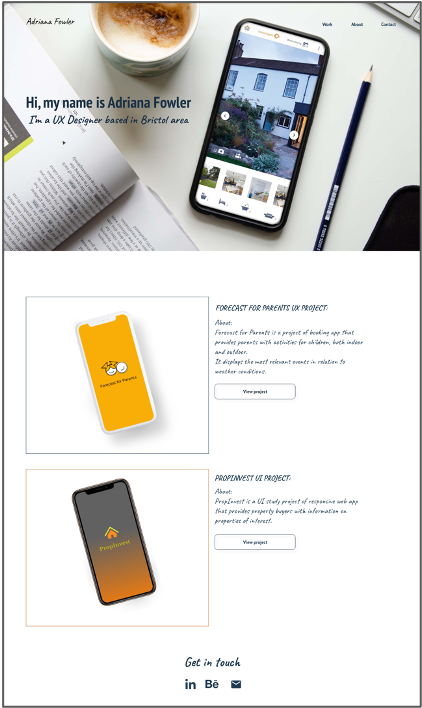 Adriana Fowler
Work About Contact
Hi, my name is Adriana Fowler
I'm a UX Designer based in Bristol area
FORECAST FOR PARENTS UX PROJECT:
About:
Forecast for Parents is a project of booking app that
provides parents with activities for children, both indoor
and outdoor.
It displays the most relevant events in relation to
weather conditions.
View project
Forecast for Parents
PROPINVEST UI PROJECT:
About:
PropInvest is a UI study project of responsive web app
that provides property buyers with information on
properties of interest.
View project
PropInvest
Get in touch
in Bē